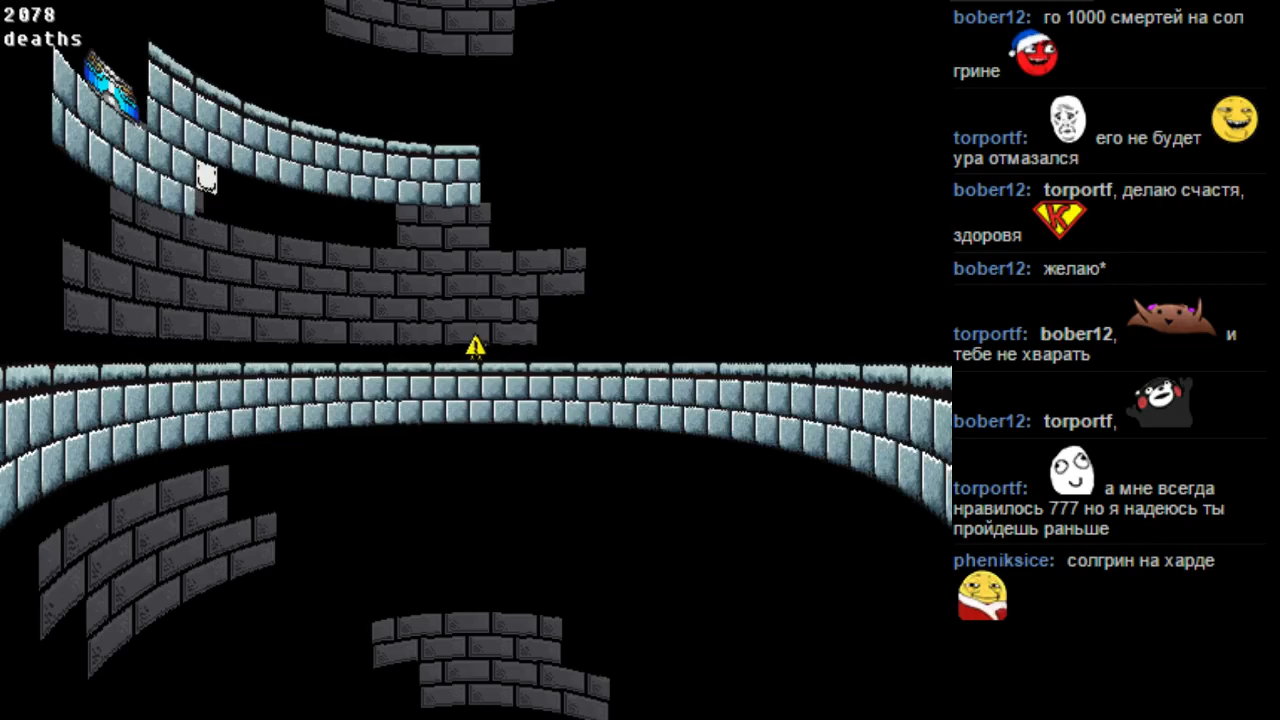 2078
deaths
bober12: го 1000 смертей на сол
грине
torportf: его не будет
ура отмазался
bober12: torportf, делаю счастя,
здоровя
bober12: желаю*
torportf: bober12, и
тебе не хварать
bober12: torportf,
torportf: а мне всегда
нравилось 777 но я надеюсь ты
пройдешь раньше
pheniksice: солгрин на харде